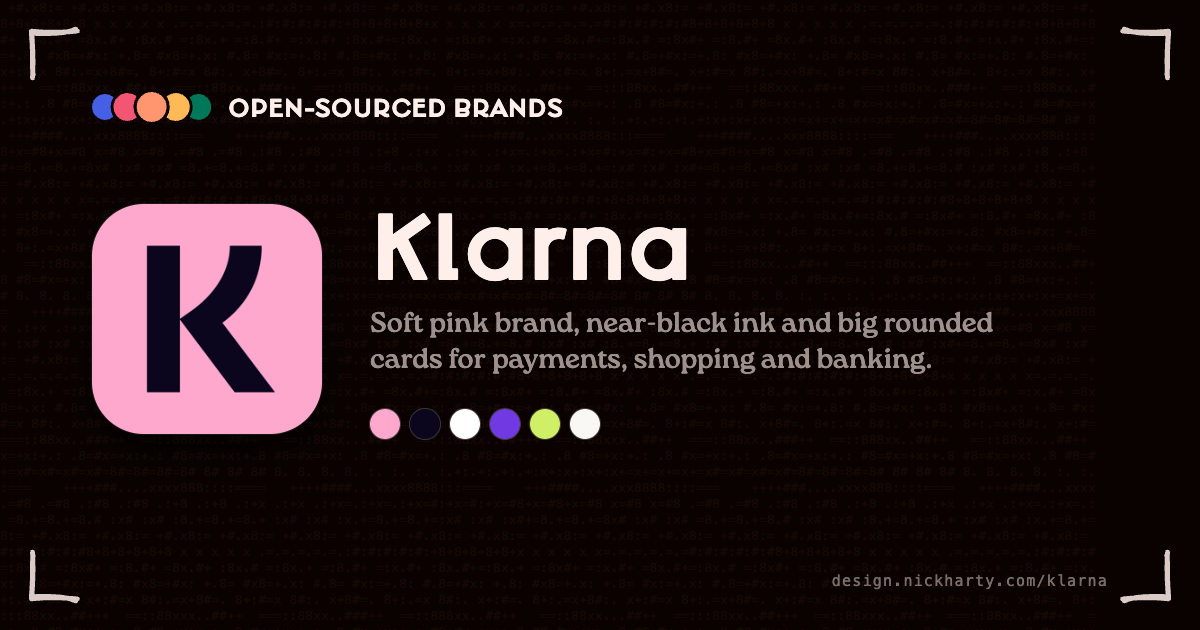 OPEN-SOURCED BRANDS
K
Klarna
Soft pink brand, near-black ink and big rounded
cards for payments, shopping and banking.
design.nickharty.com/klarna